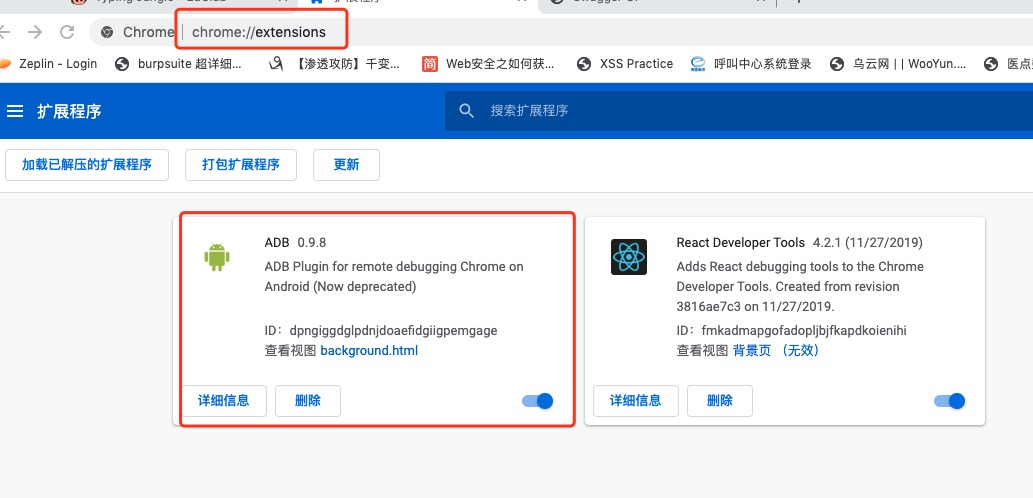 Chrome | chrome://extensions
Zeplin - Login burpsuite 超详细... 【渗透攻防】千变... 简 Web安全之如何获... XSS Practice 呼叫中心系统登录 乌云网 | | WooYun.... 医点
扩展程序
搜索扩展程序
加载已解压的扩展程序 打包扩展程序 更新
ADB 0.9.8
ADB Plugin for remote debugging Chrome on
Android (Now deprecated)
ID：dpngiggdglpdnjdoaefidgiigpemgage
查看视图 background.html
详细信息 删除
React Developer Tools 4.2.1 (11/27/2019)
Adds React debugging tools to the Chrome
Developer Tools. Created from revision
3816ae7c3 on 11/27/2019.
ID：fmkadmapgofadopljbjfkapdkoienihi
查看视图 背景页 （无效）
详细信息 删除